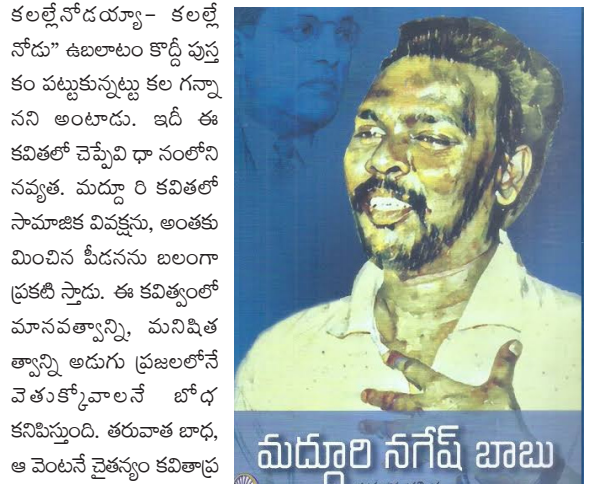 కలల్లేనోడయ్యా– కలల్లే
నోడు” ఉబలాటం కొద్దీ పుస్త
కం పట్టుకున్నట్టు కల గన్నా
నని అంటాడు. ఇదీ ఈ
కవితలో చెప్పేవి ధా నంలోని
నవ్యత. మద్దూ రి కవితలో
సామాజిక వివక్షను, అంతకు
మించిన పీడనను బలంగా
ప్రకటి స్తాడు. ఈ కవిత్వంలో
మానవత్వాన్ని, మనిషిత
త్వాన్ని అడుగు ప్రజలలోనే
వెతుక్కోవాలనే బోధ
కనిపిస్తుంది. తరువాత బాధ,
ఆ వెంటనే చైతన్యం కవితాప్ర
మద్దూరి నగేష్ బాబు